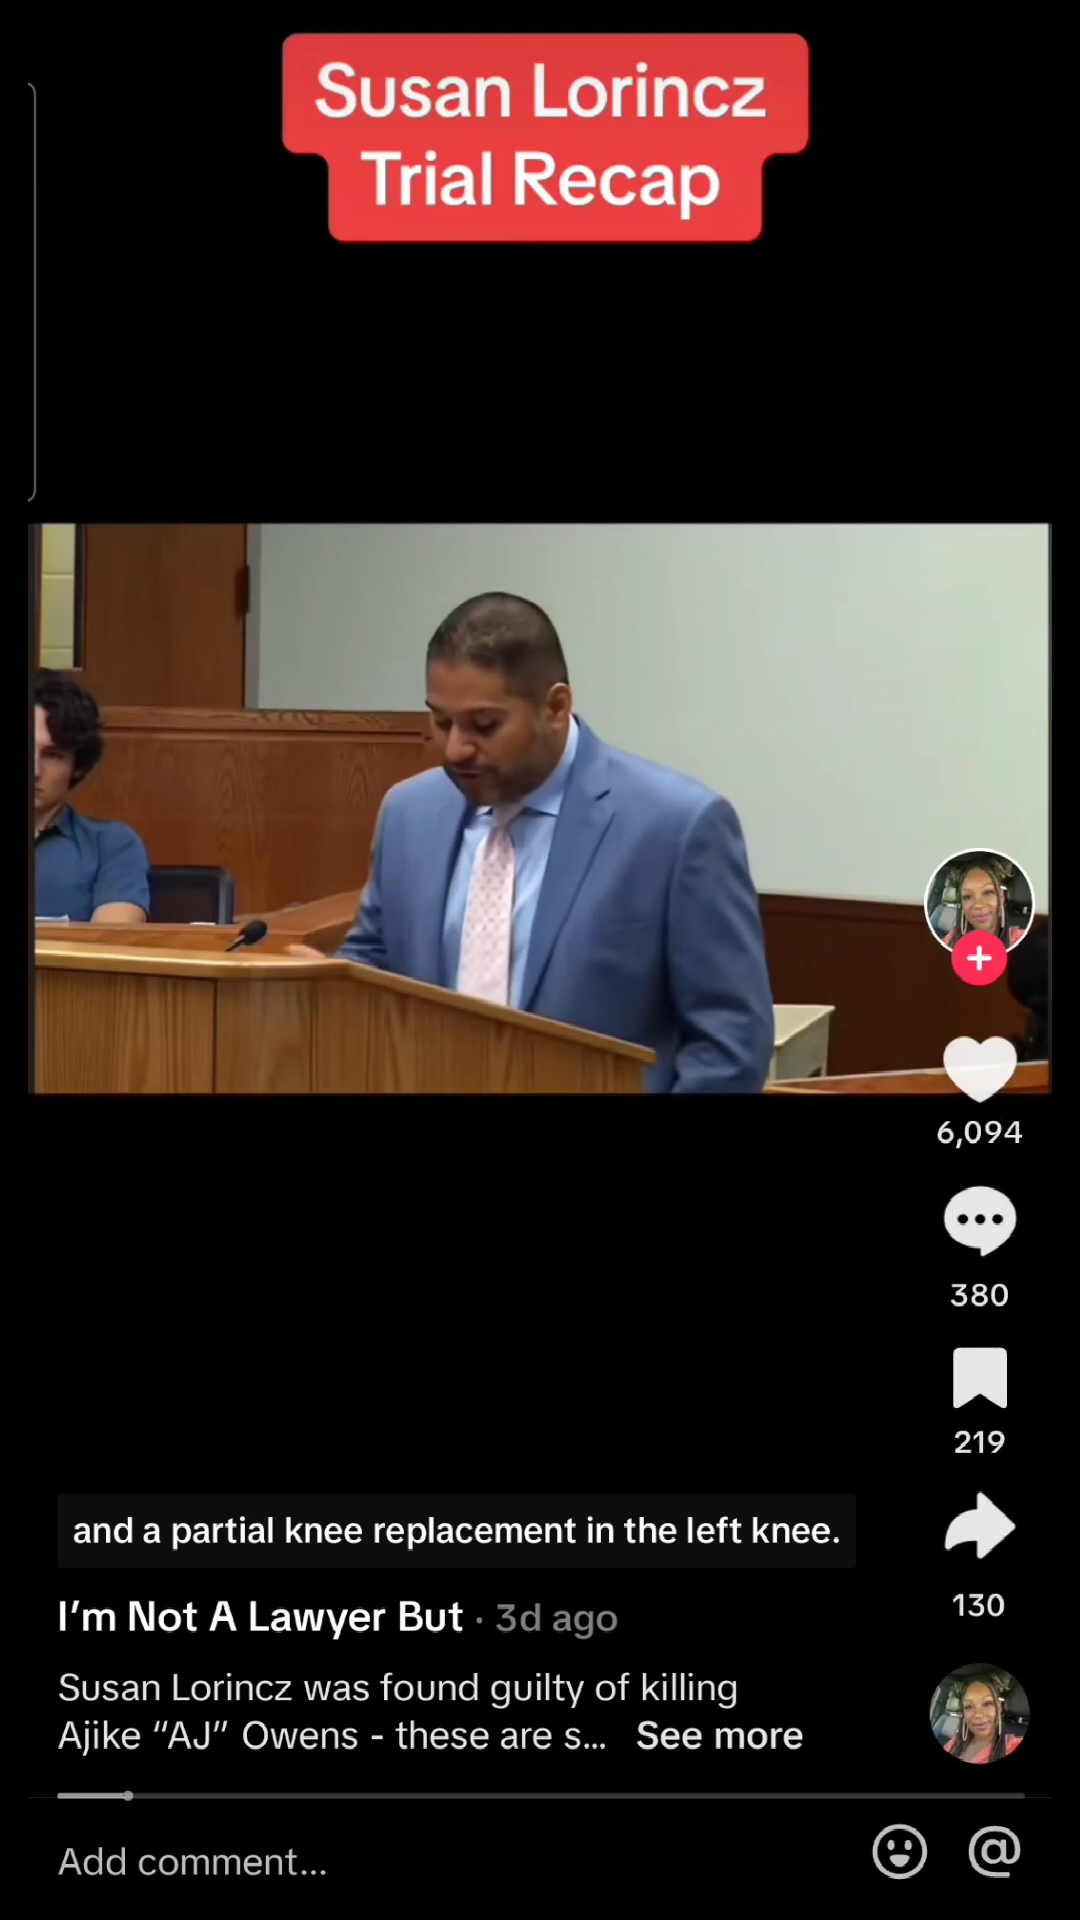 Susan Lorincz
Trial Recap
6,094
380
219
130
and a partial knee replacement in the left knee.
I’m Not A Lawyer But · 3d ago
Susan Lorincz was found guilty of killing
Ajike “AJ” Owens - these are s... See more
Add comment...
@